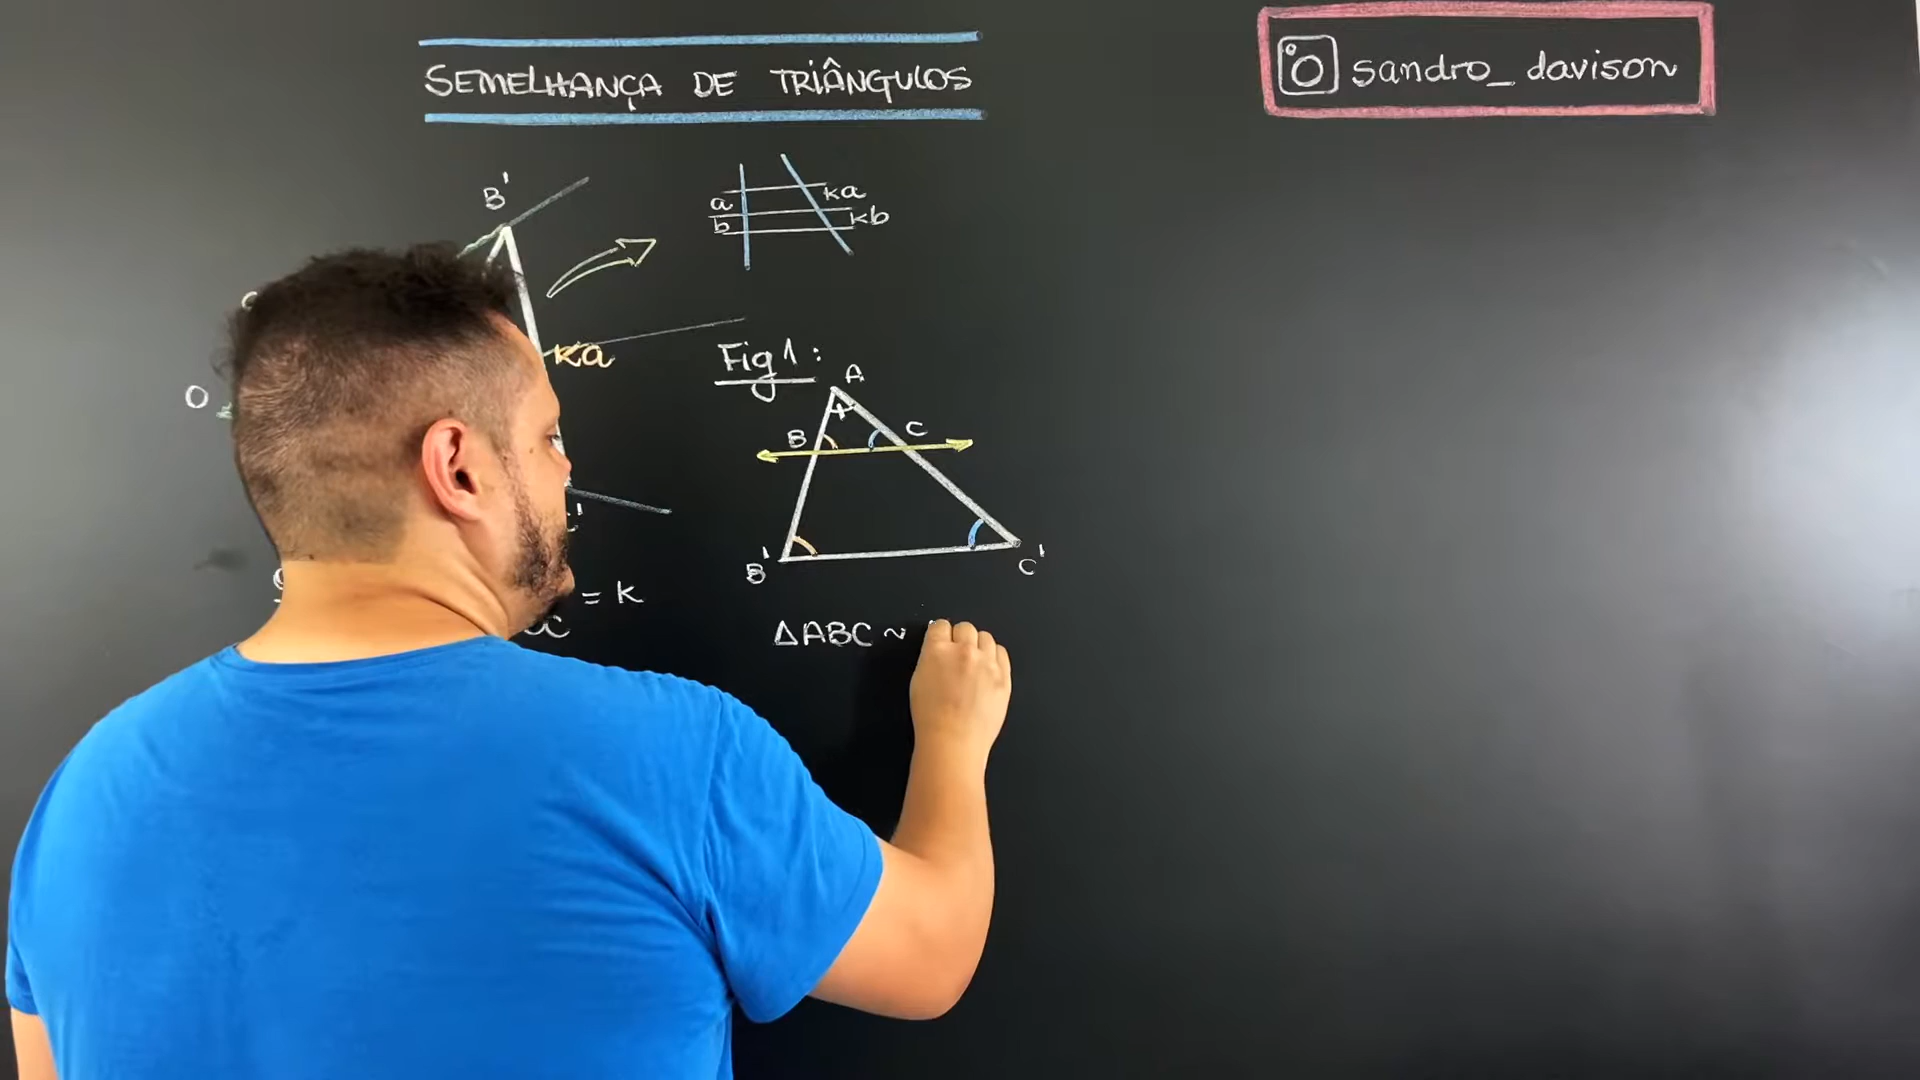 SEMELHANÇA DE TRIÂNGULOS
sandro_davison
B'
a
ka
b
kb
ka
O
Fig 1:
A
B
C
B'
C'
= k
ΔABC ~